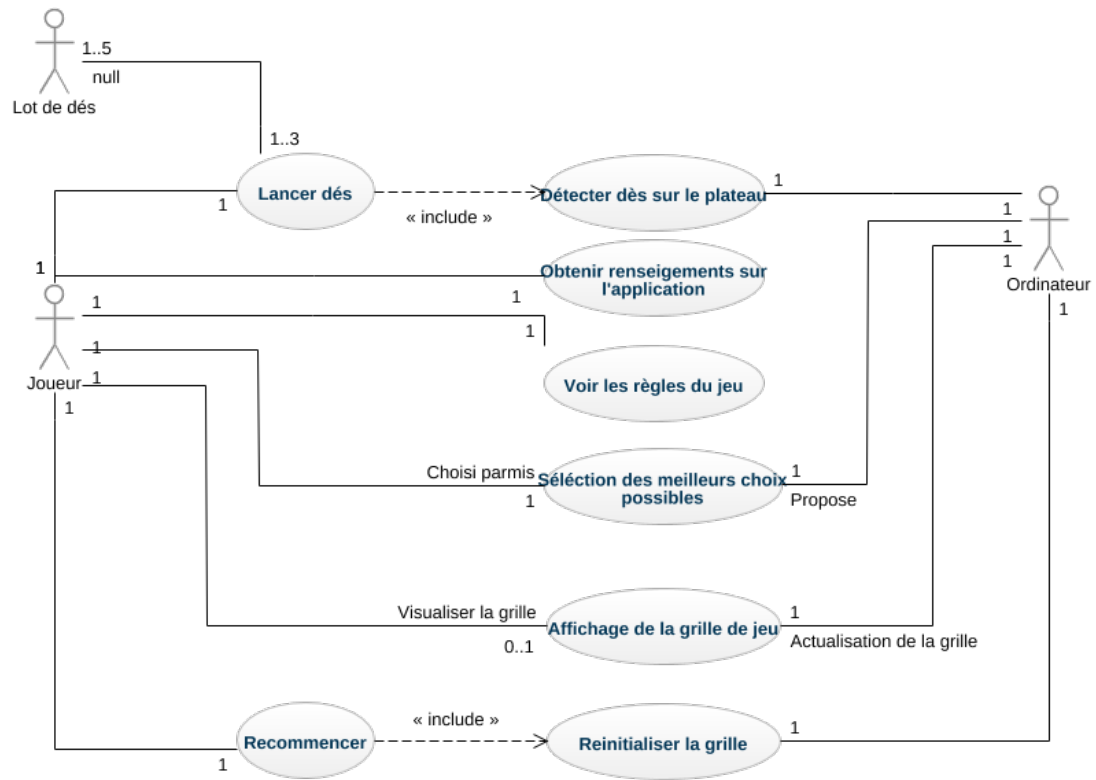 1..5
null
Lot de dés
1..3
Lancer dés
1
« include »
Détecter dès sur le plateau
1
1
1
1
Ordinateur
1
1
Obtenir renseigements sur
l'application
1
1
1
Voir les règles du jeu
1
1
Joueur
1
Choisi parmis
1
Séléction des meilleurs choix
possibles
1
Propose
Visualiser la grille
0..1
Affichage de la grille de jeu
1
Actualisation de la grille
Recommencer
1
« include »
Reinitialiser la grille
1